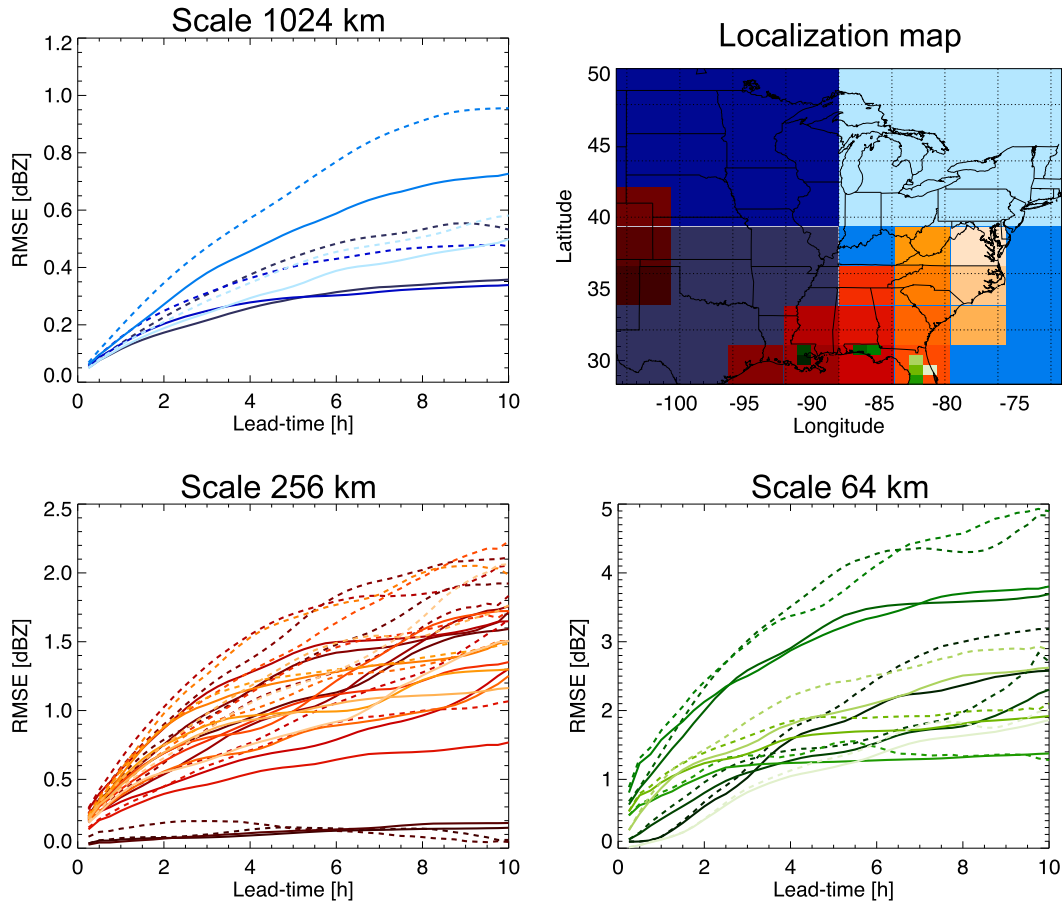 Scale 1024 km
1.2
1.0
0.8
0.6
0.4
0.2
0.0
RMSE [dBZ]
0 2 4 6 8 10
Lead-time [h]
Localization map
50
45
40
35
30
Latitude
-100 -95 -90 -85 -80 -75
Longitude
Scale 256 km
2.5
2.0
1.5
1.0
0.5
0.0
RMSE [dBZ]
0 2 4 6 8 10
Lead-time [h]
Scale 64 km
5
4
3
2
1
0
RMSE [dBZ]
0 2 4 6 8 10
Lead-time [h]